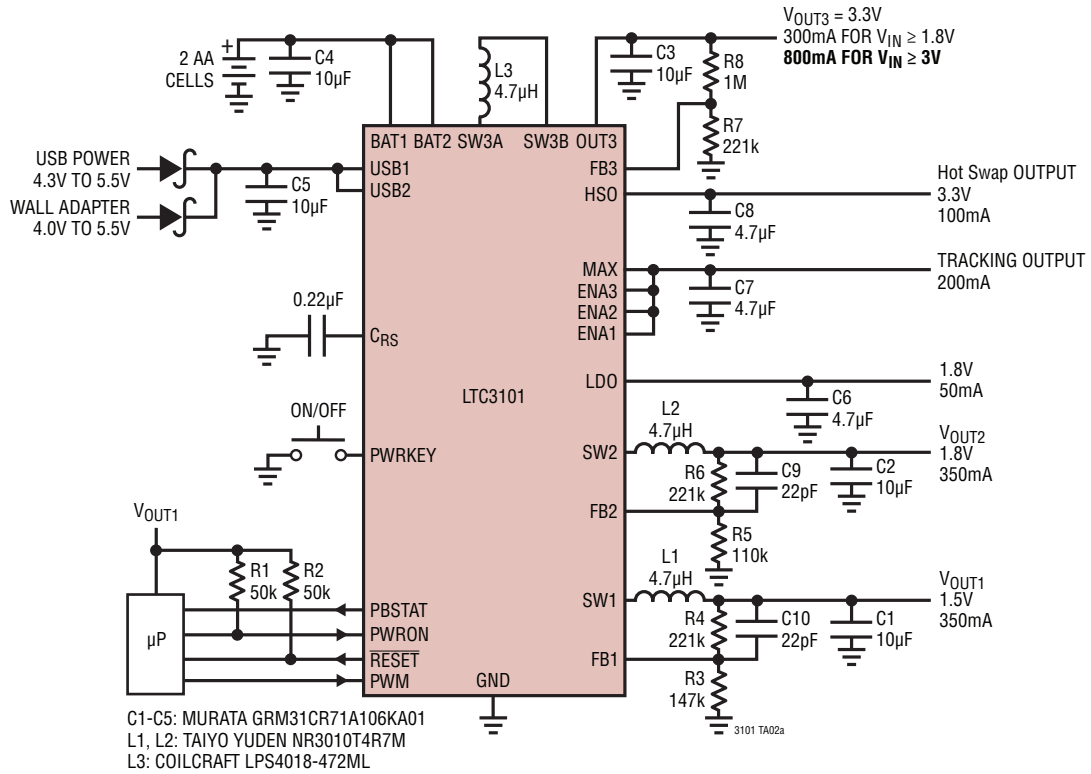 2 AA
CELLS
+
C4
10µF
L3
4.7µH
C3
10µF
R8
1M
R7
221k
VOUT3 = 3.3V
300mA FOR VIN ≥ 1.8V
800mA FOR VIN ≥ 3V
BAT1 BAT2 SW3A SW3B OUT3
USB POWER
4.3V TO 5.5V
WALL ADAPTER
4.0V TO 5.5V
C5
10µF
USB1
USB2
FB3
HSO
Hot Swap OUTPUT
3.3V
100mA
C8
4.7µF
MAX
ENA3
ENA2
ENA1
TRACKING OUTPUT
200mA
C7
4.7µF
0.22µF
CRS
LTC3101
LDO
1.8V
50mA
C6
4.7µF
ON/OFF
PWRKEY
SW2
L2
4.7µH
R6
221k
C9
22pF
C2
10µF
VOUT2
1.8V
350mA
FB2
R5
110k
VOUT1
R1
50k
R2
50k
µP
PBSTAT
PWRON
RESET
PWM
GND
SW1
L1
4.7µH
R4
221k
C10
22pF
C1
10µF
VOUT1
1.5V
350mA
FB1
R3
147k
3101 TA02a
C1-C5: MURATA GRM31CR71A106KA01
L1, L2: TAIYO YUDEN NR3010T4R7M
L3: COILCRAFT LPS4018-472ML